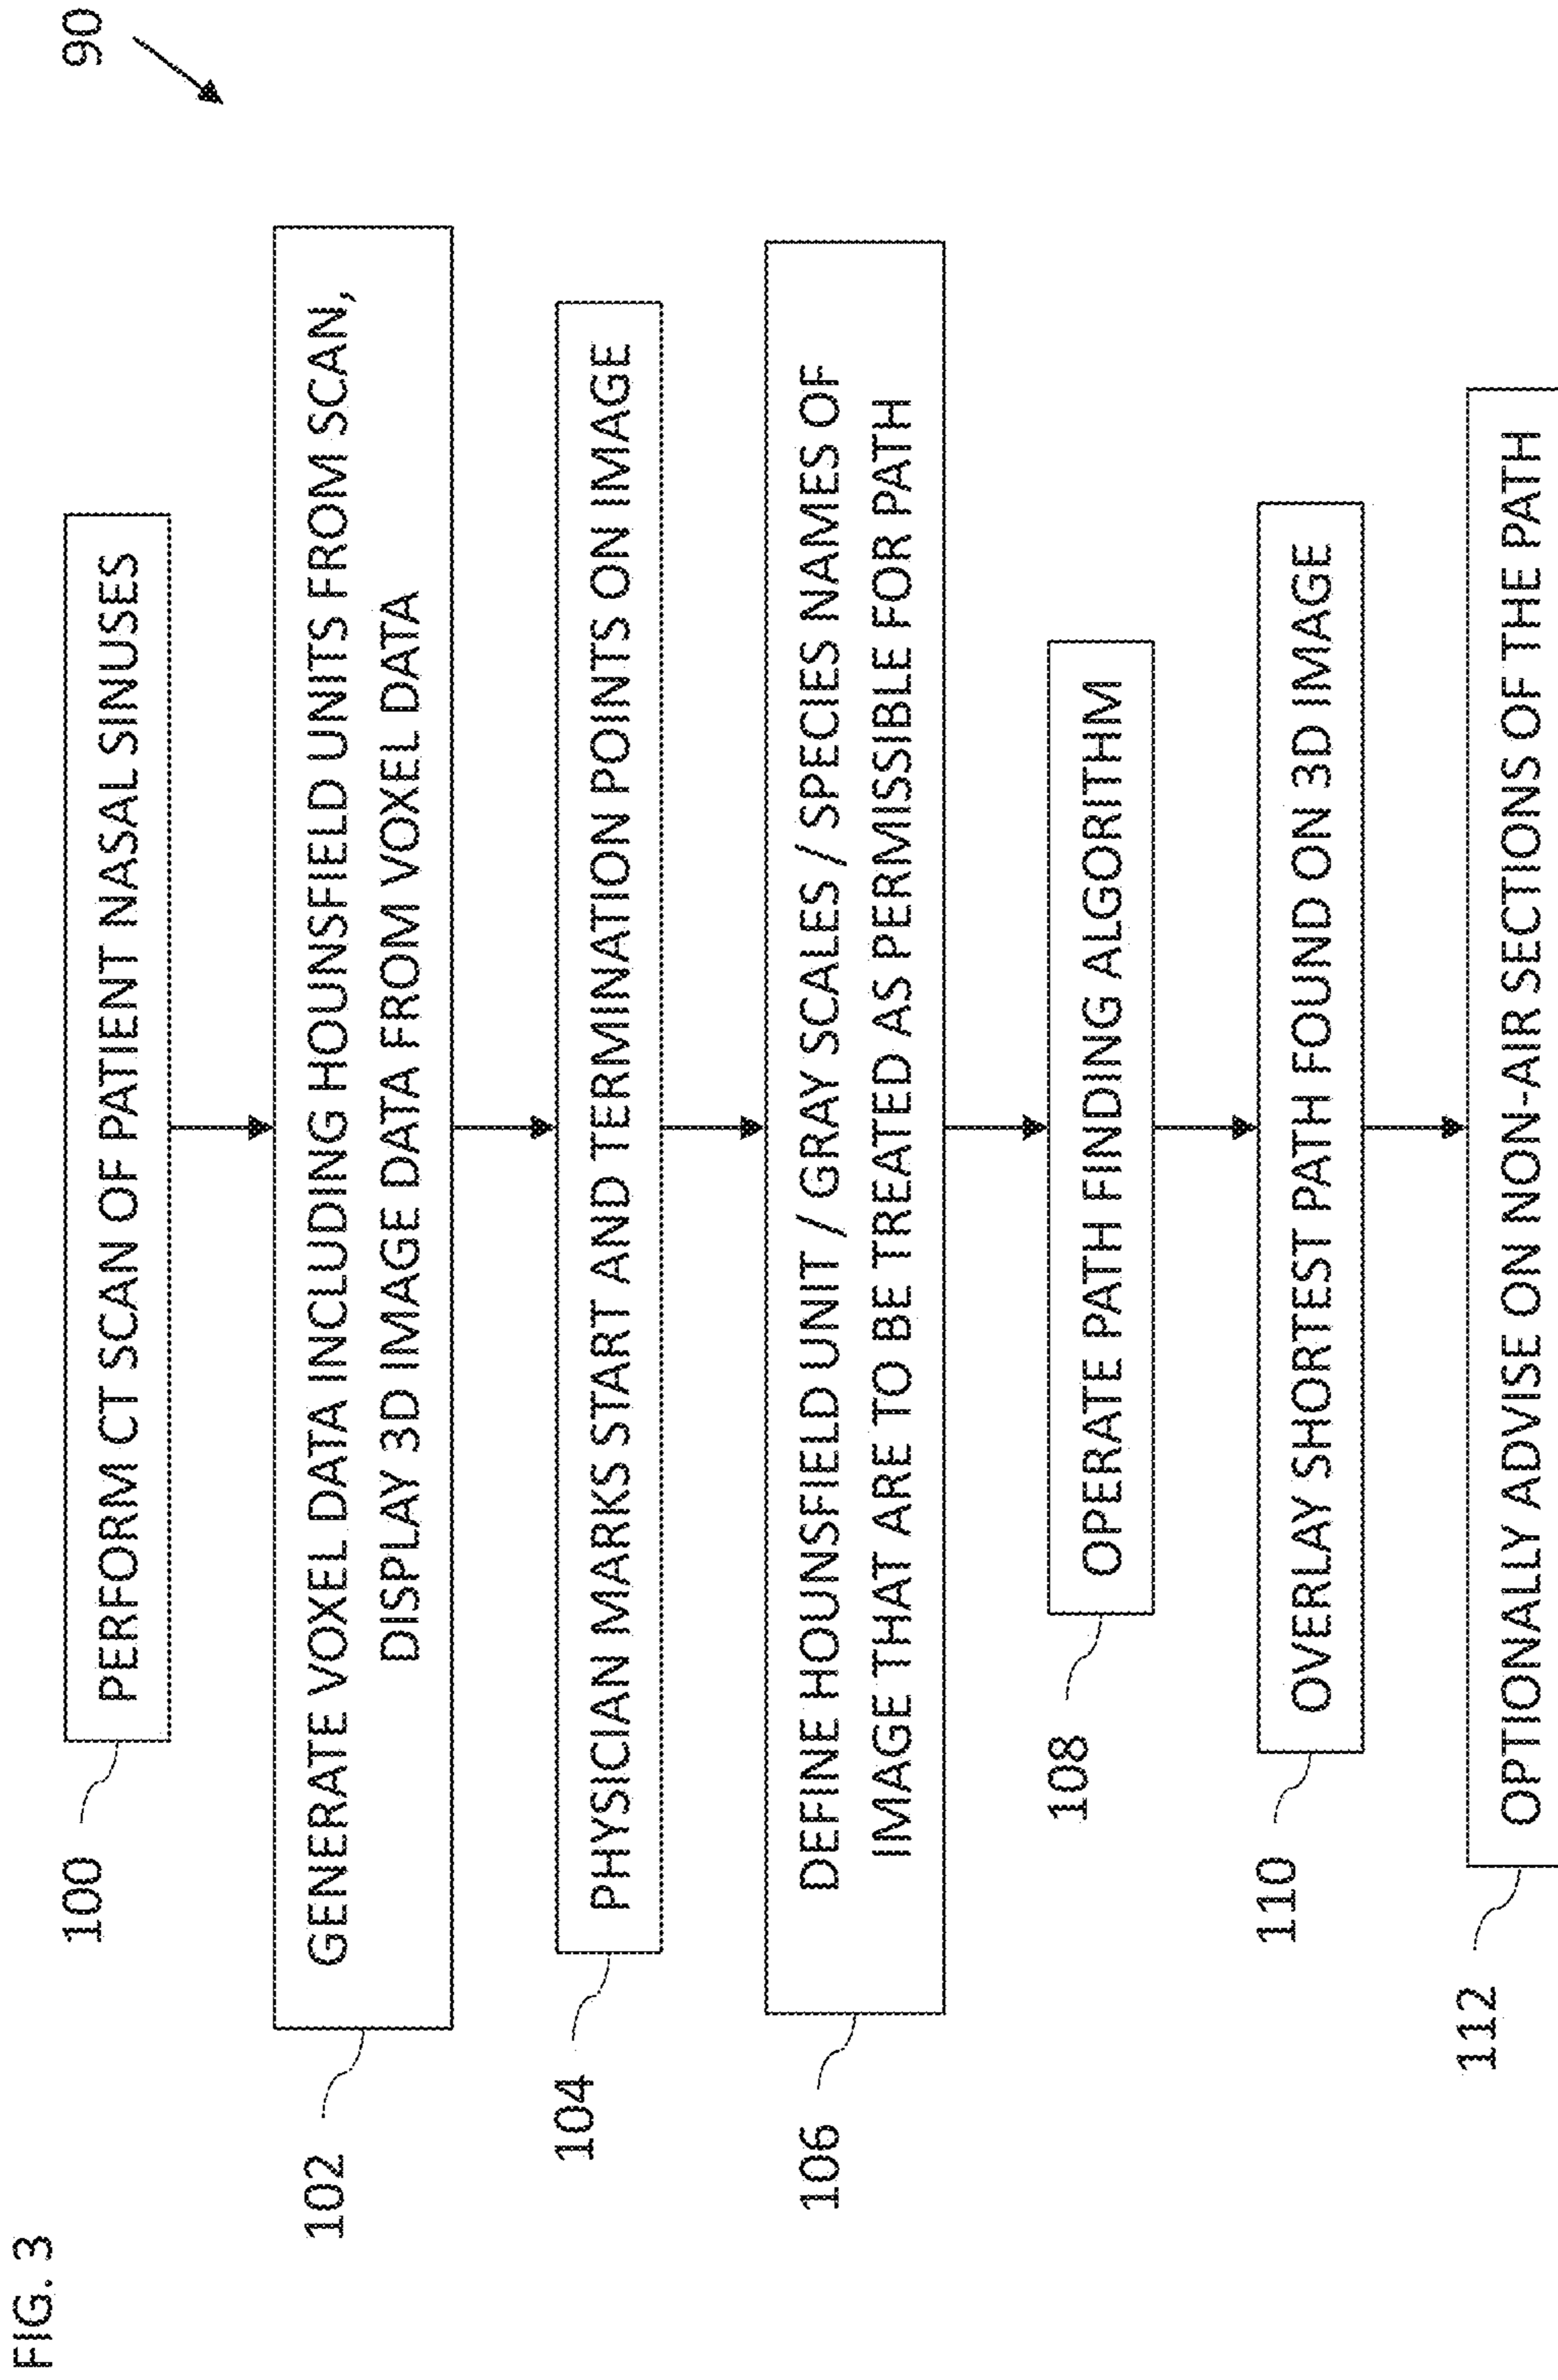 FIG. 3
90
100
PERFORM CT SCAN OF PATIENT NASAL SINUSES
102
GENERATE VOXEL DATA INCLUDING HOUNSFIELD UNITS FROM SCAN,
DISPLAY 3D IMAGE DATA FROM VOXEL DATA
104
PHYSICIAN MARKS START AND TERMINATION POINTS ON IMAGE
106
DEFINE HOUNSFIELD UNIT / GRAY SCALES / SPECIES NAMES OF
IMAGE THAT ARE TO BE TREATED AS PERMISSIBLE FOR PATH
108
OPERATE PATH FINDING ALGORITHM
110
OVERLAY SHORTEST PATH FOUND ON 3D IMAGE
112
OPTIONALLY ADVISE ON NON-AIR SECTIONS OF THE PATH